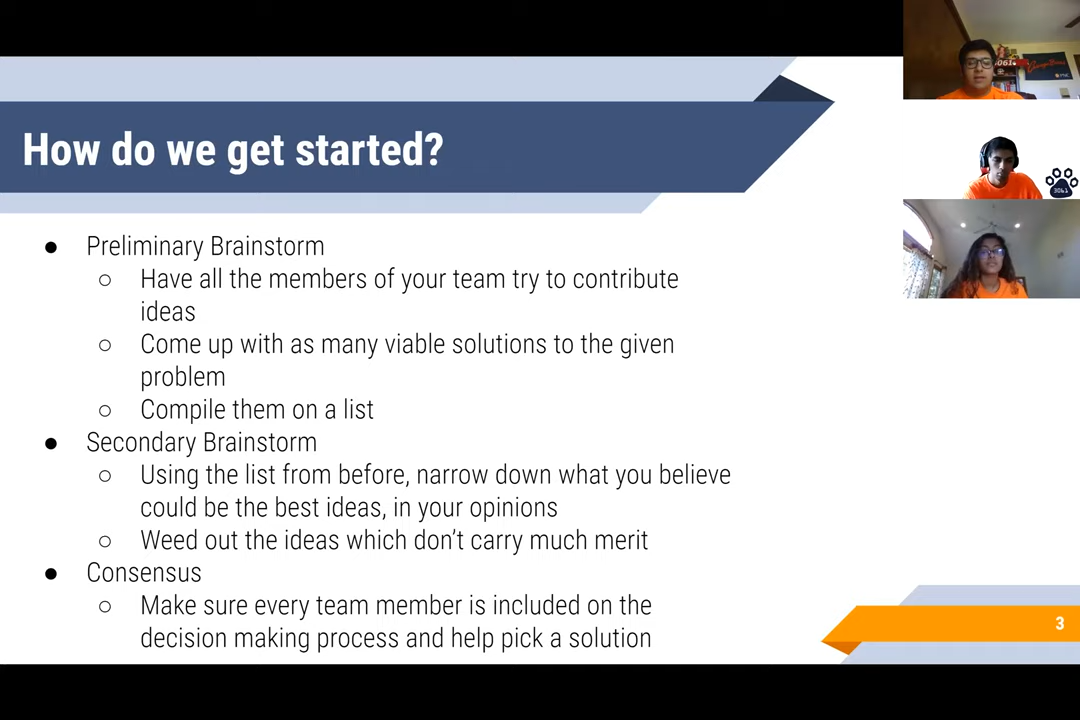 How do we get started?
● Preliminary Brainstorm
○ Have all the members of your team try to contribute
ideas
○ Come up with as many viable solutions to the given
problem
○ Compile them on a list
● Secondary Brainstorm
○ Using the list from before, narrow down what you believe
could be the best ideas, in your opinions
○ Weed out the ideas which don’t carry much merit
● Consensus
○ Make sure every team member is included on the
decision making process and help pick a solution
3
3061